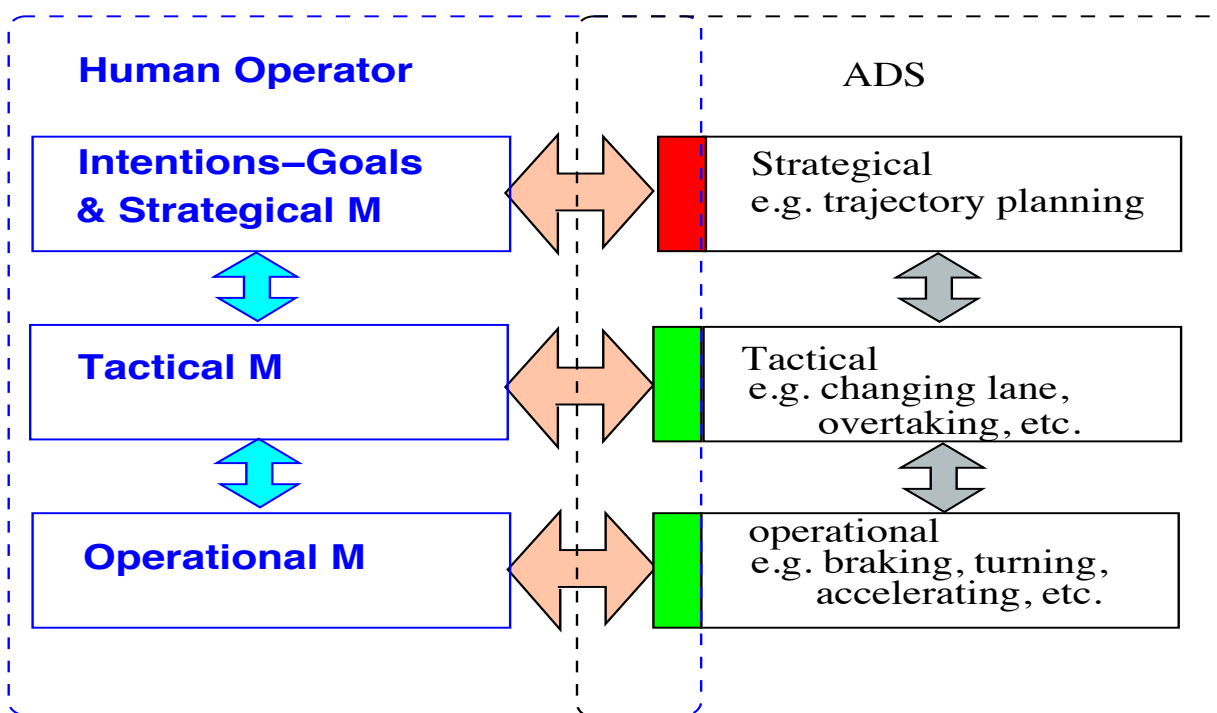 Human Operator
ADS
Intentions–Goals
& Strategical M
Strategical
e.g. trajectory planning
Tactical M
Tactical
e.g. changing lane,
overtaking, etc.
Operational M
operational
e.g. braking, turning,
accelerating, etc.